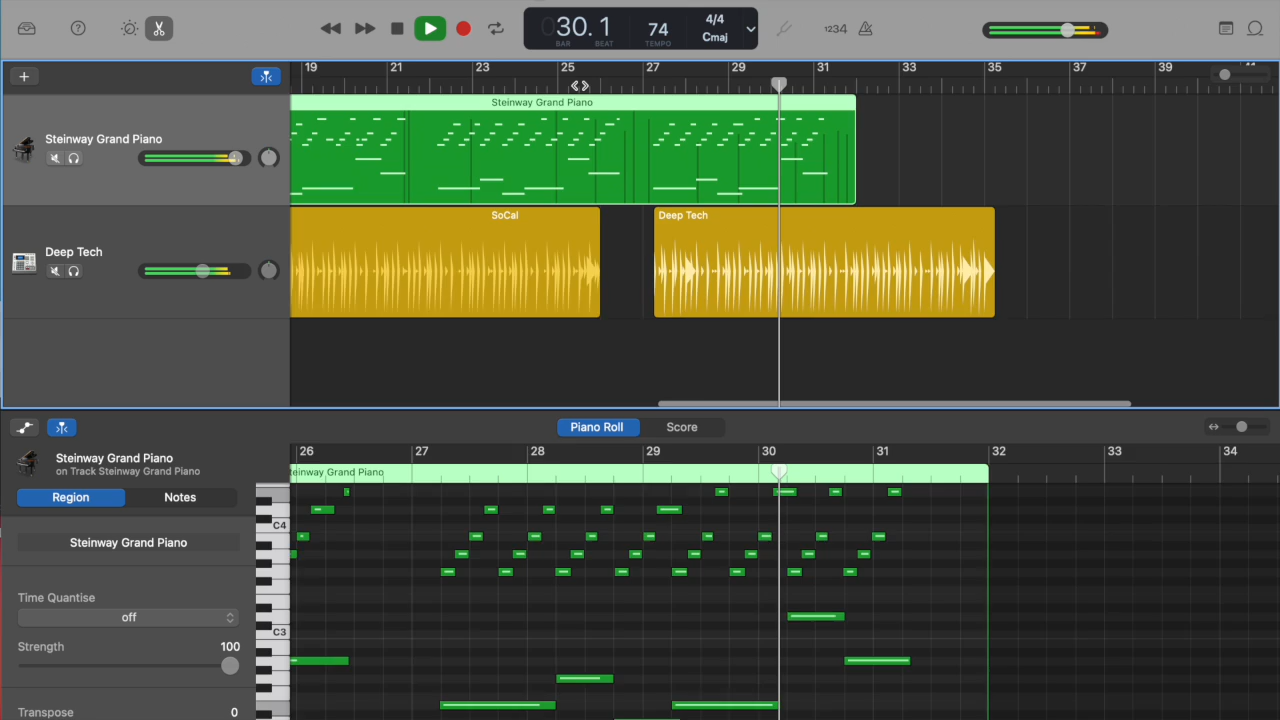 30. 1
BAR
BEAT
74
TEMPO
4/4
Cmaj
1234
19
21
23
25
27
29
31
33
35
37
39
Steinway Grand Piano
Steinway Grand Piano
SoCal
Deep Tech
Deep Tech
Piano Roll
Score
26
27
28
29
30
31
32
33
34
Steinway Grand Piano
on Track Steinway Grand Piano
teinway Grand Piano
Region
Notes
C4
Steinway Grand Piano
Time Quantise
off
C3
Strength
100
Transpose
0